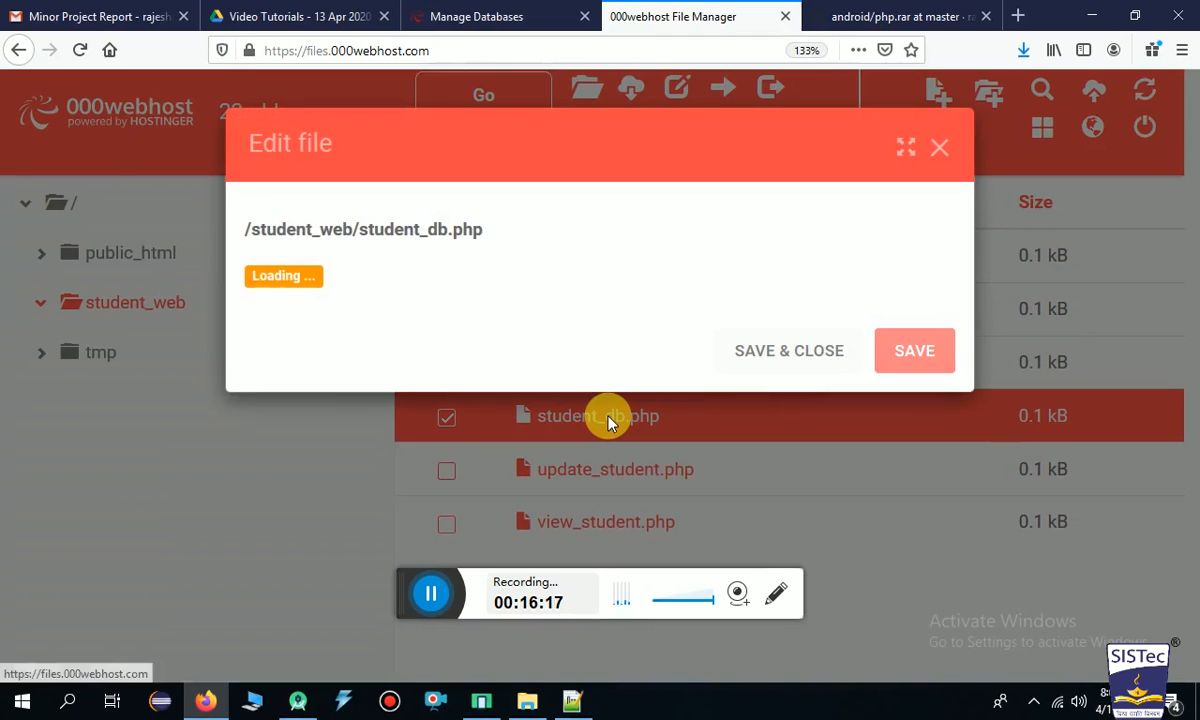 Minor Project Report - rajesh
Video Tutorials - 13 Apr 2020
Manage Databases
000webhost File Manager
android/php.rar at master · ra
https://files.000webhost.com
133%
000webhost
powered by HOSTINGER
Go
Edit file
/student_web/student_db.php
Loading ...
SAVE & CLOSE
SAVE
/
public_html
student_web
tmp
Size
0.1 kB
0.1 kB
0.1 kB
student_db.php
0.1 kB
update_student.php
0.1 kB
view_student.php
0.1 kB
Recording...
00:16:17
Activate Windows
Go to Settings to activate Windows.
https://files.000webhost.com
SISTec
®
4